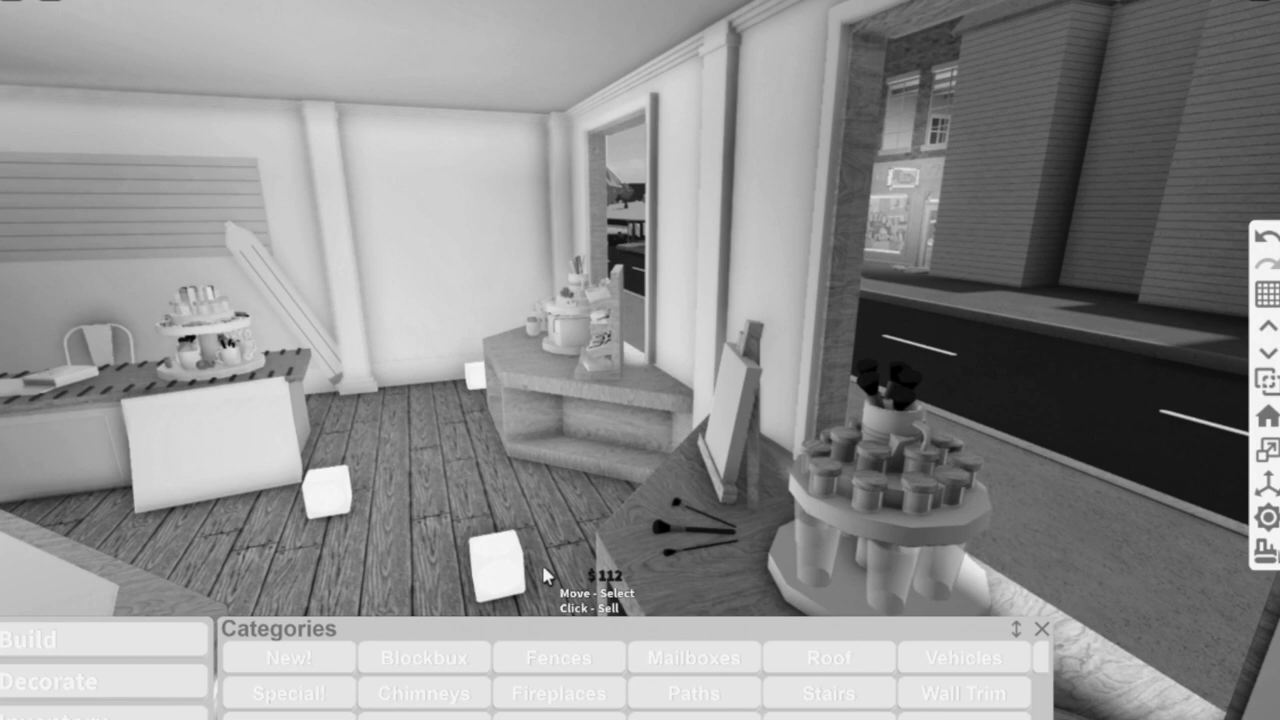 $112
Move - Select
Click - Sell
Build
Decorate
Categories
New!
Blockbux
Fences
Mailboxes
Roof
Vehicles
Special!
Chimneys
Fireplaces
Paths
Stairs
Wall Trim